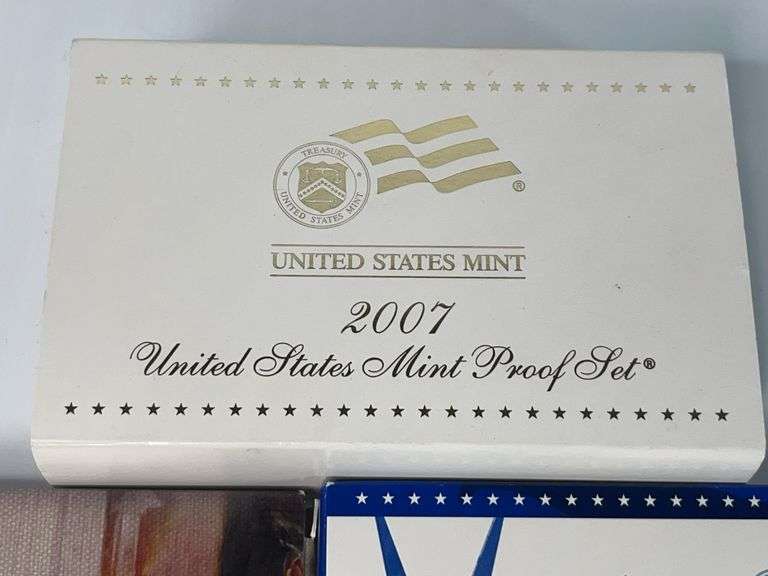 TREASURY
UNITED STATES MINT
®
UNITED STATES MINT
2007
United States Mint Proof Set®